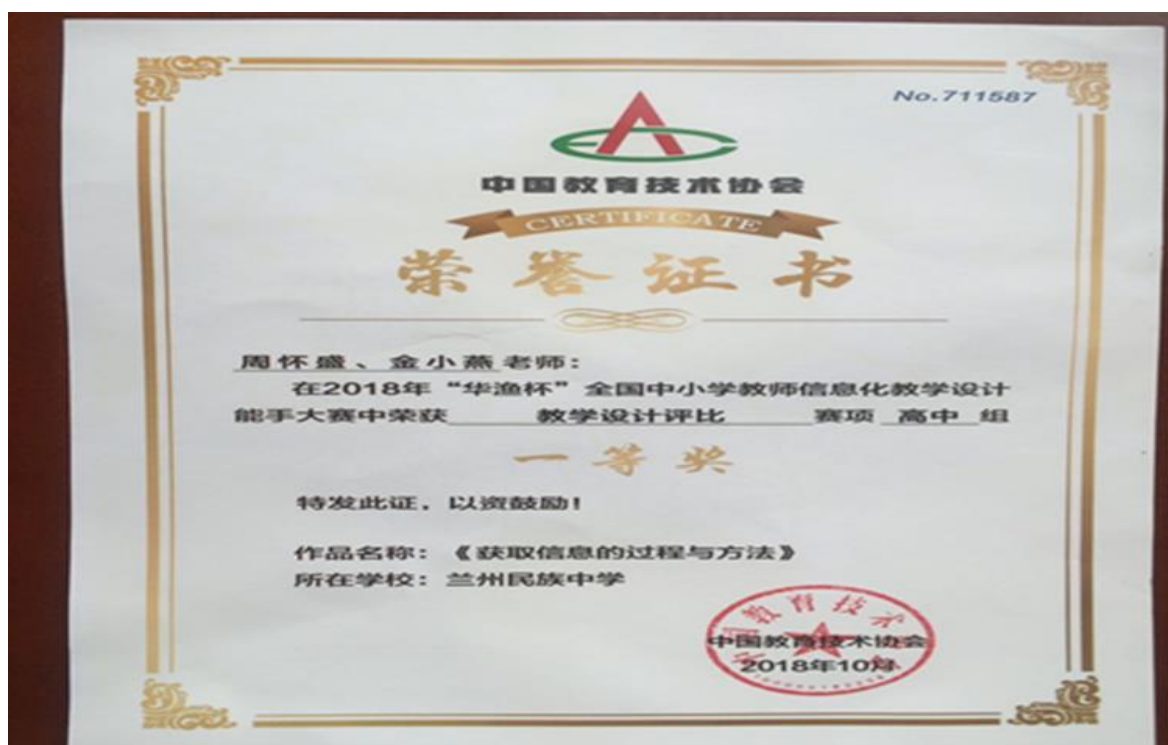 No.711587
中国教育技术协会
CERTIFICATE
荣誉证书
周怀盛、金小燕老师：
在2018年“华渔杯”全国中小学教师信息化教学设计
能手大赛中荣获 教学设计评比 赛项 高中 组
一等奖
特发此证，以资鼓励！
作品名称：《获取信息的过程与方法》
所在学校：兰州民族中学
中国教育技术协会
2018年10月